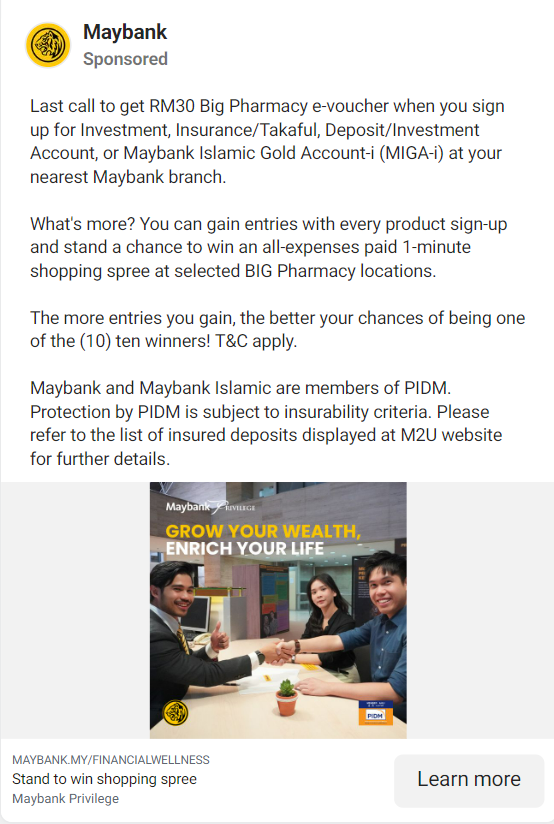 Maybank
Sponsored
Last call to get RM30 Big Pharmacy e-voucher when you sign
up for Investment, Insurance/Takaful, Deposit/Investment
Account, or Maybank Islamic Gold Account-i (MIGA-i) at your
nearest Maybank branch.
What's more? You can gain entries with every product sign-up
and stand a chance to win an all-expenses paid 1-minute
shopping spree at selected BIG Pharmacy locations.
The more entries you gain, the better your chances of being one
of the (10) ten winners! T&C apply.
Maybank and Maybank Islamic are members of PIDM.
Protection by PIDM is subject to insurability criteria. Please
refer to the list of insured deposits displayed at M2U website
for further details.
Maybank PRIVILEGE
GROW YOUR WEALTH,
ENRICH YOUR LIFE
PIDM
MAYBANK.MY/FINANCIALWELLNESS
Stand to win shopping spree
Maybank Privilege
Learn more